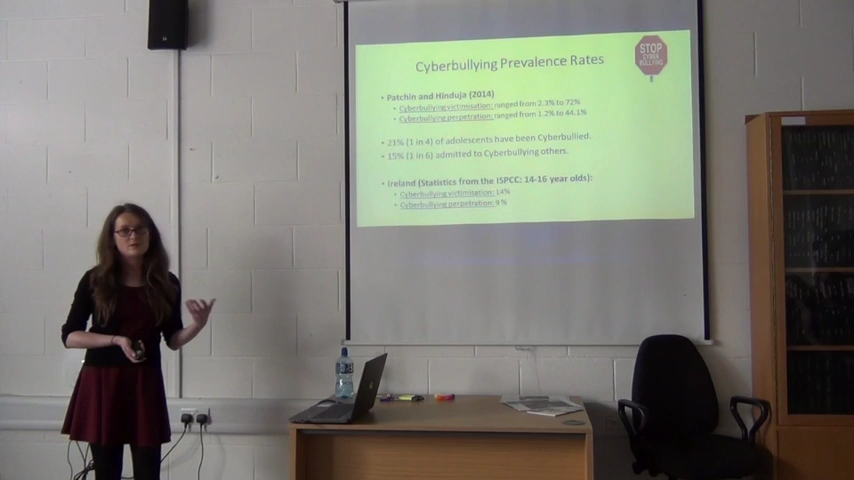 Cyberbullying Prevalence Rates
STOP
CYBER
BULLYING
• Patchin and Hinduja (2014)
• Cyberbullying victimisation: ranged from 2.3% to 72%
• Cyberbullying perpetration: ranged from 1.2% to 44.1%
• 21% (1 in 4) of adolescents have been Cyberbullied.
• 15% (1 in 6) admitted to Cyberbullying others.
• Ireland (Statistics from the ISPCC: 14-16 year olds):
• Cyberbullying victimisation: 14%
• Cyberbullying perpetration: 9%